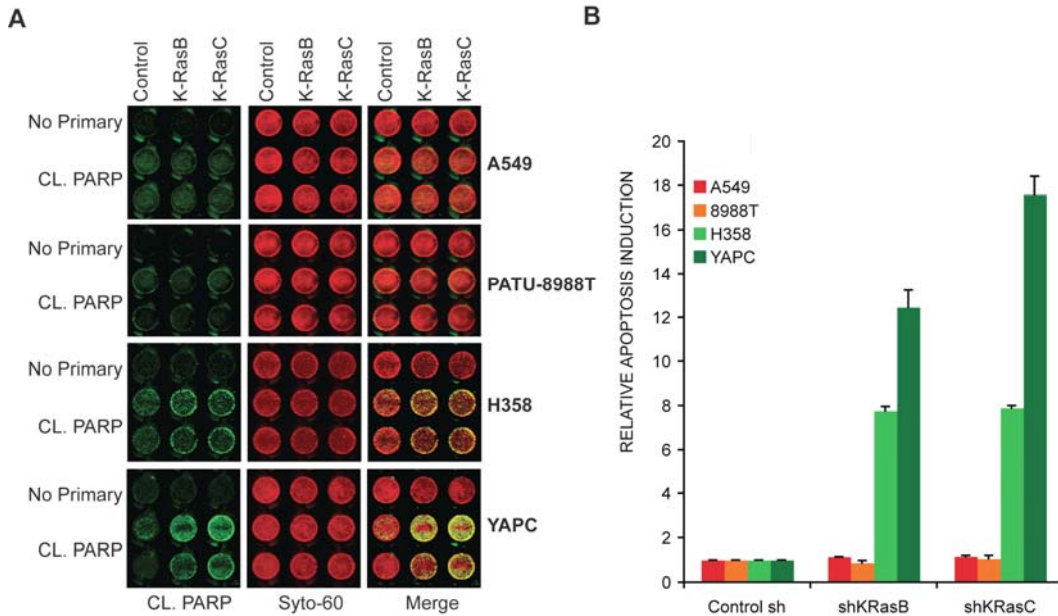 A
Control
K-RasB
K-RasC
Control
K-RasB
K-RasC
Control
K-RasB
K-RasC
No Primary
CL. PARP
A549
No Primary
CL. PARP
PATU-8988T
No Primary
CL. PARP
H358
No Primary
CL. PARP
YAPC
CL. PARP
Syto-60
Merge
B
RELATIVE APOPTOSIS INDUCTION
20
18
16
14
12
10
8
6
4
2
0
A549
8988T
H358
YAPC
Control sh
shKRasB
shKRasC